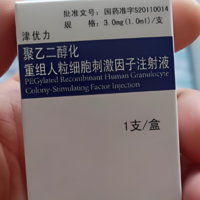 批准文号：国药准字S20110014
规    格：3.0mg（1.0ml）/支
津优力
聚乙二醇化
重组人粒细胞刺激因子注射液
PEGylated Recombinant Human Granulocyte
Colony-Stimulating Factor Injection
1支/盒